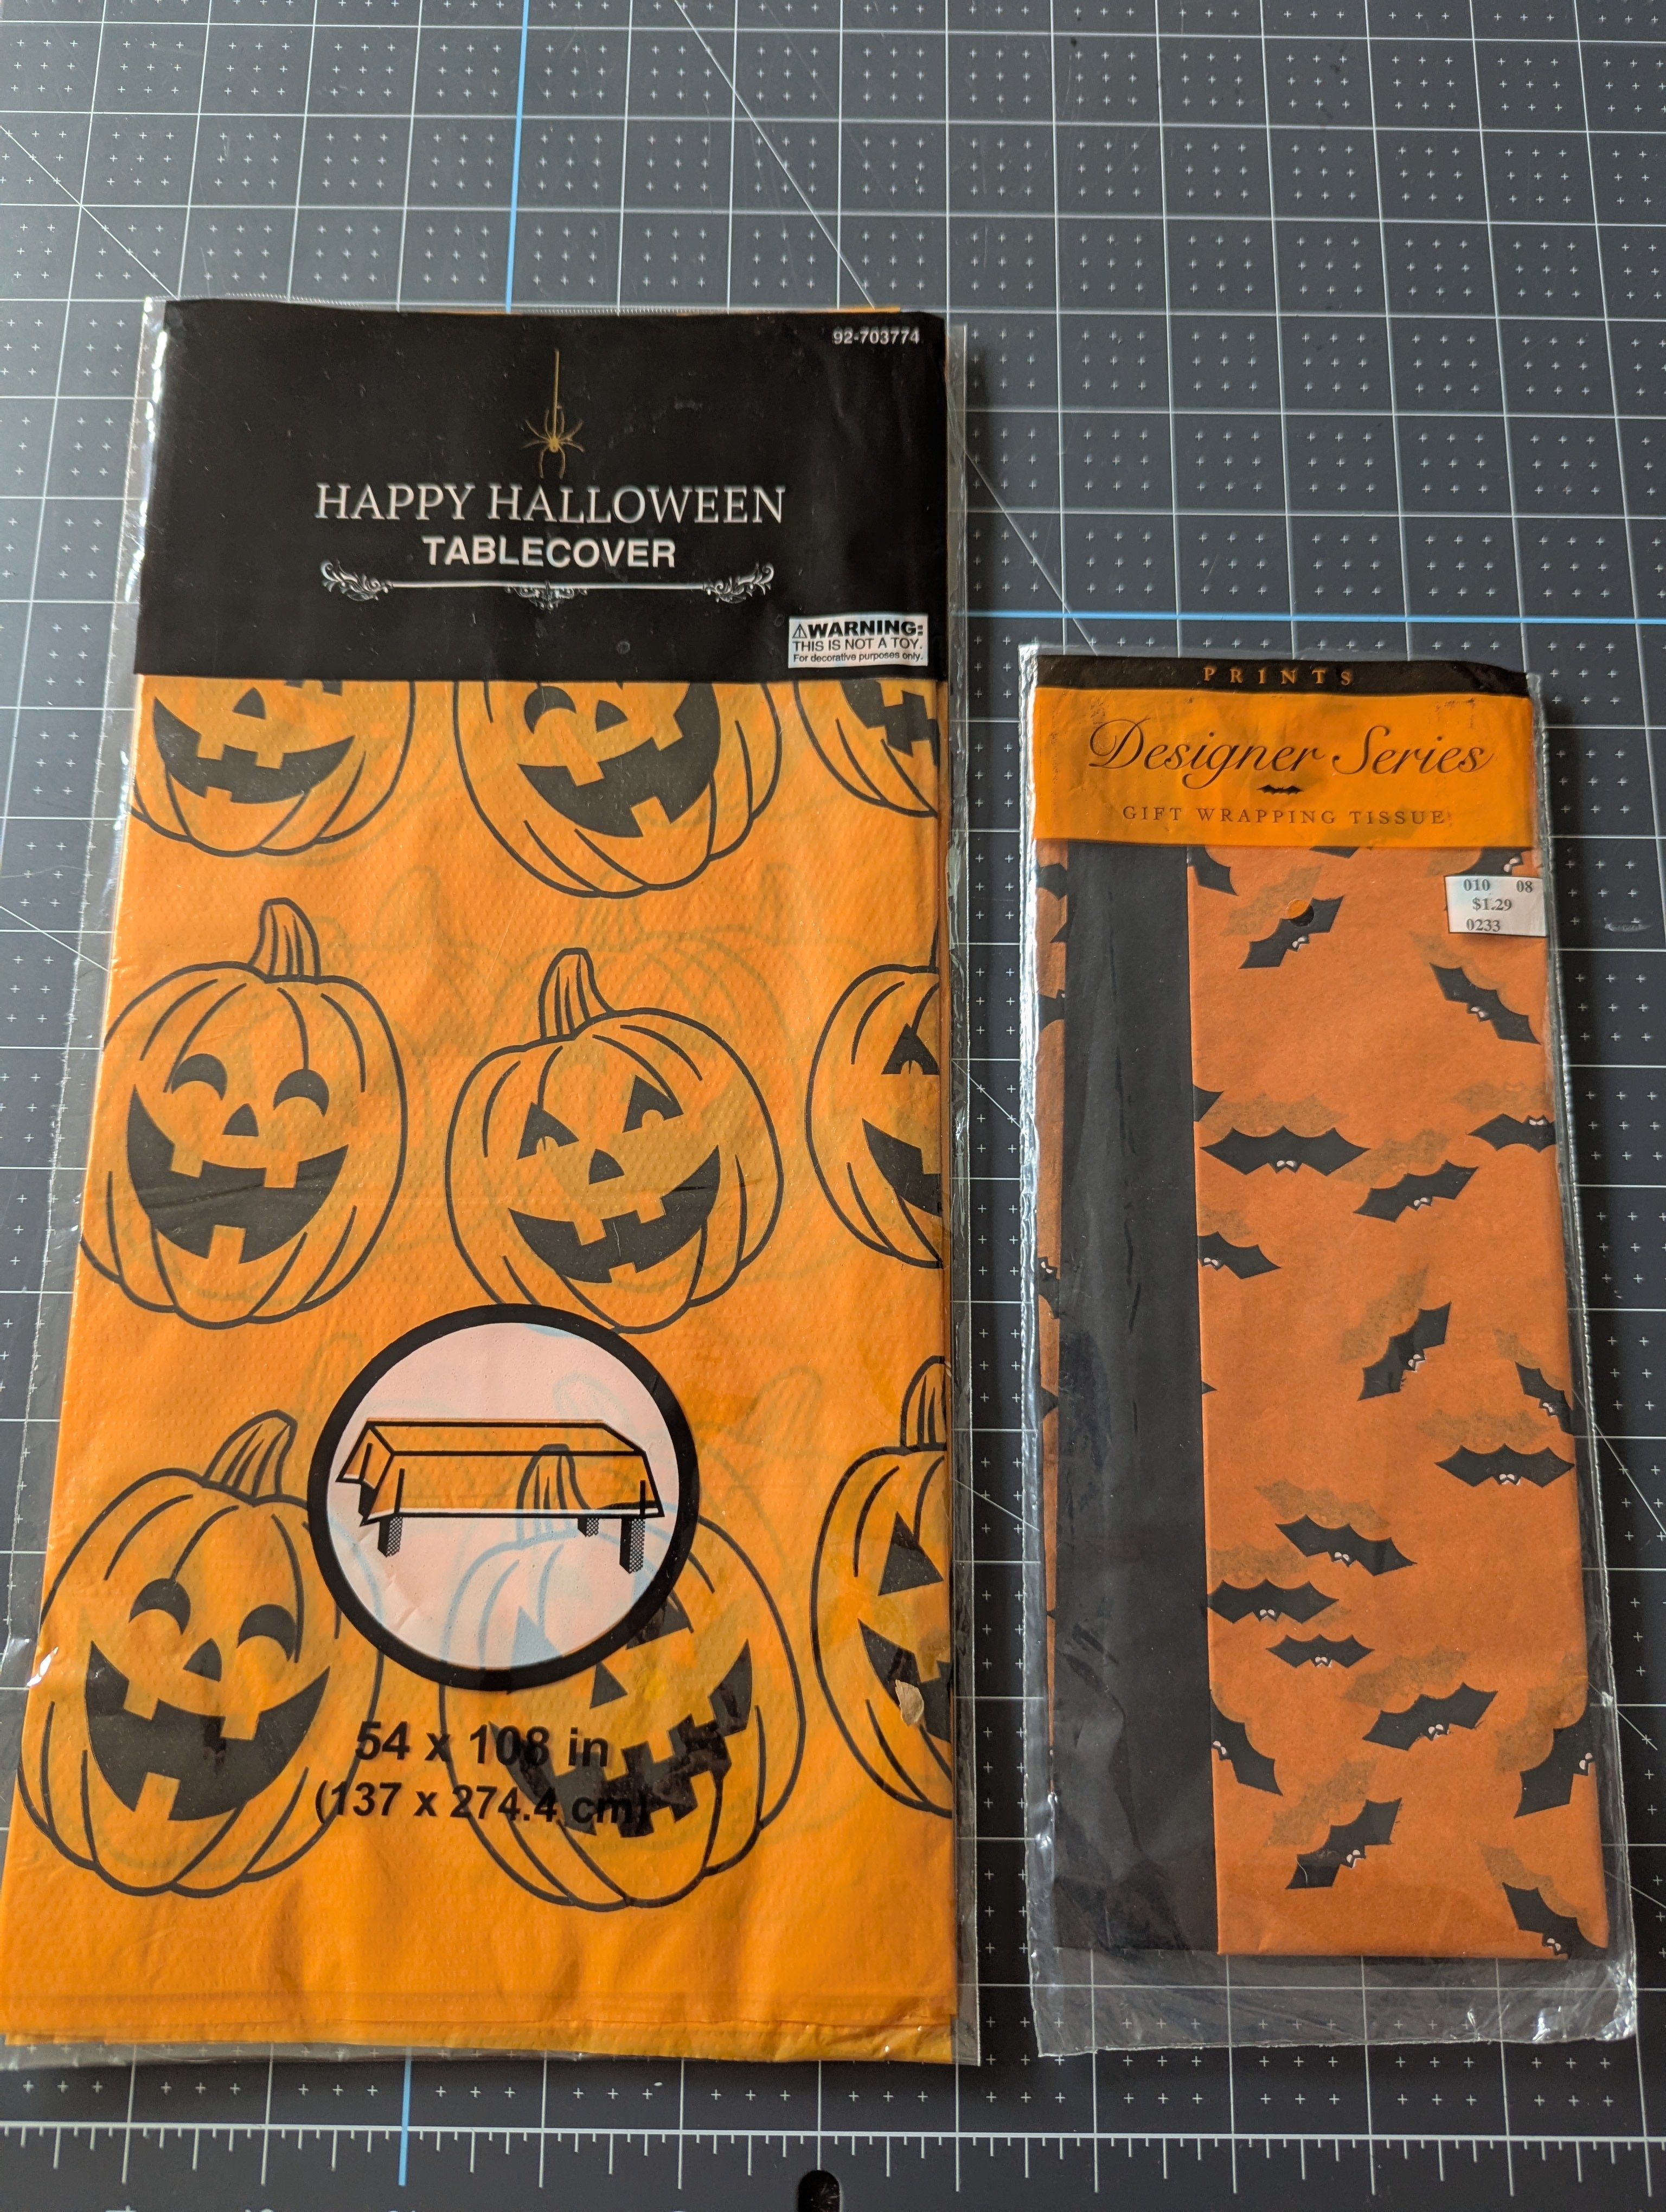 92-703774
HAPPY HALLOWEEN
TABLECOVER
⚠WARNING:
THIS IS NOT A TOY.
For decorative purposes only.
54 x 108 in
(137 x 274.4 cm)
PRINTS
Designer Series
GIFT WRAPPING TISSUE
010 08
$1.29
0233